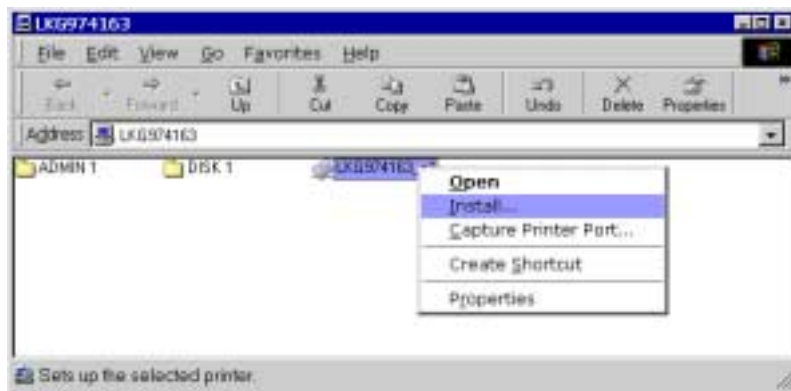 LKG974163
File Edit View Go Favorites Help
Back Forward Up Cut Copy Paste Undo Delete Properties
Address LKG974163
ADMIN 1 DISK 1 LKG974163
Open
Install...
Capture Printer Port...
Create Shortcut
Properties
Sets up the selected printer.